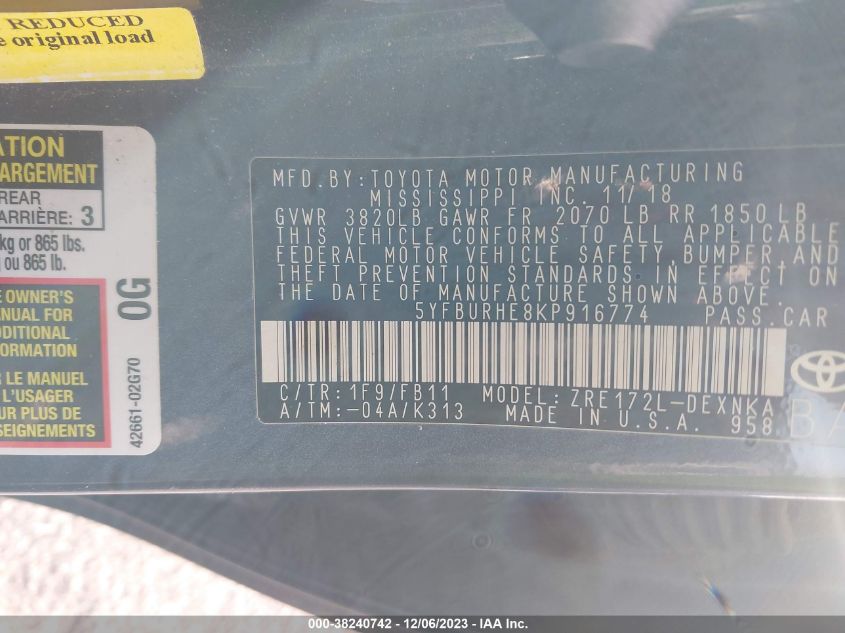 REDUCED
e original load
ATION
ARGEMENT
REAR
ARRIÈRE: 3
kg or 865 lbs.
ou 865 lb.
E OWNER'S
NUAL FOR
DDITIONAL
FORMATION
R LE MANUEL
L'USAGER
UR PLUS DE
SEIGNEMENTS
0G
42661-02G70
MFD. BY: TOYOTA MOTOR MANUFACTURING
MISSISSIPPI INC. 11/18
GVWR 3820LB GAWR FR 2070 LB RR 1850 LB
THIS VEHICLE CONFORMS TO ALL APPLICABLE
FEDERAL MOTOR VEHICLE SAFETY, BUMPER, AND
THEFT PREVENTION STANDARDS IN EFFECT ON
THE DATE OF MANUFACTURE SHOWN ABOVE.
5YFBURHE8KP916774 PASS. CAR
C/TR: 1F9/FB11 MODEL: ZRE172L-DEXNKA
A/TM: -04A/K313 MADE IN U.S.A. 958
BA
000-38240742 - 12/06/2023 - IAA Inc.